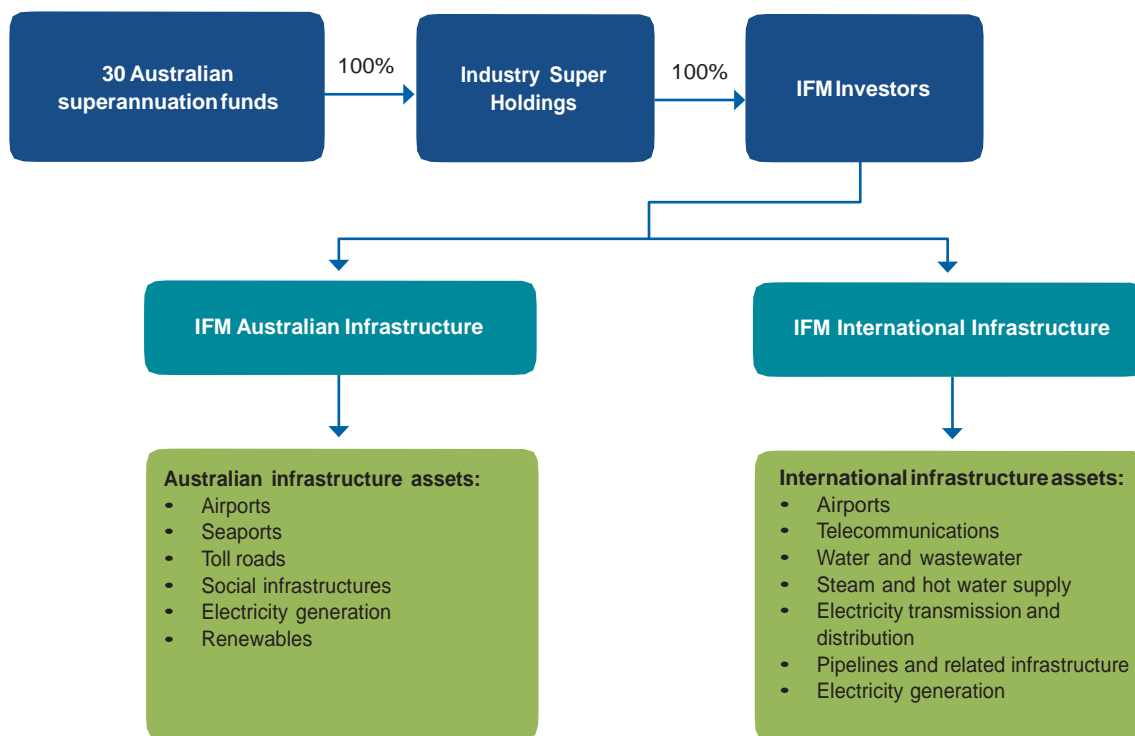 30 Australian
superannuation funds
100%
Industry Super
Holdings
100%
IFM Investors
IFM Australian Infrastructure
IFM International Infrastructure
Australian infrastructure assets:
• Airports
• Seaports
• Toll roads
• Social infrastructures
• Electricity generation
• Renewables
International infrastructure assets:
• Airports
• Telecommunications
• Water and wastewater
• Steam and hot water supply
• Electricity transmission and
distribution
• Pipelines and related infrastructure
• Electricity generation